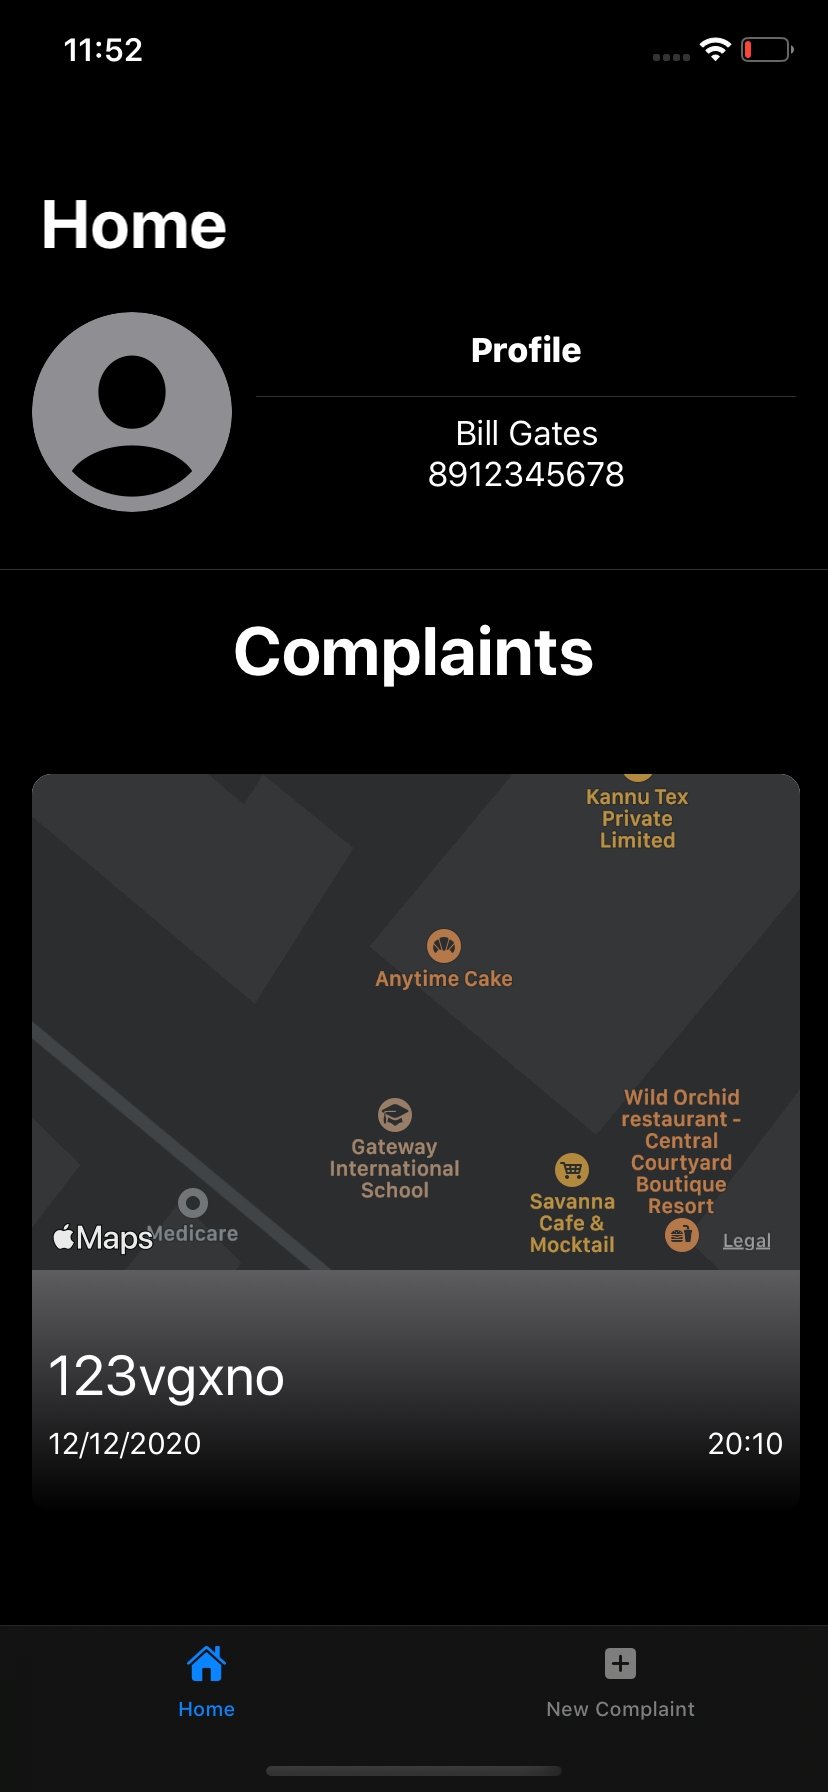 11:52
Home
Profile
Bill Gates
8912345678
Complaints
Kannu Tex
Private
Limited
Anytime Cake
Wild Orchid
restaurant -
Central
Courtyard
Boutique
Resort
Gateway
International
School
Savanna
Cafe &
Mocktail
Medicare
Maps
Legal
123vgxno
12/12/2020 20:10
Home
New Complaint